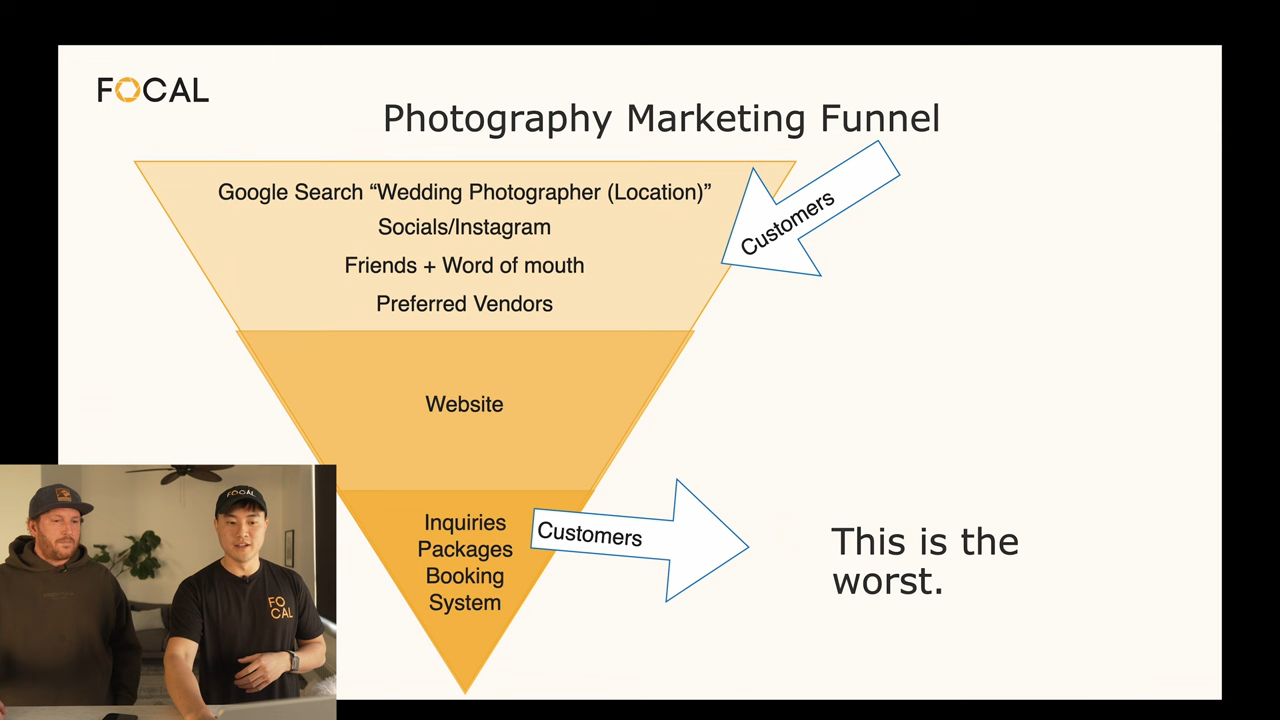 FOCAL
Photography Marketing Funnel
Google Search “Wedding Photographer (Location)”
Socials/Instagram
Friends + Word of mouth
Preferred Vendors
Customers
Website
Inquiries
Packages
Booking
System
Customers
This is the
worst.
FOCAL
FO
CAL